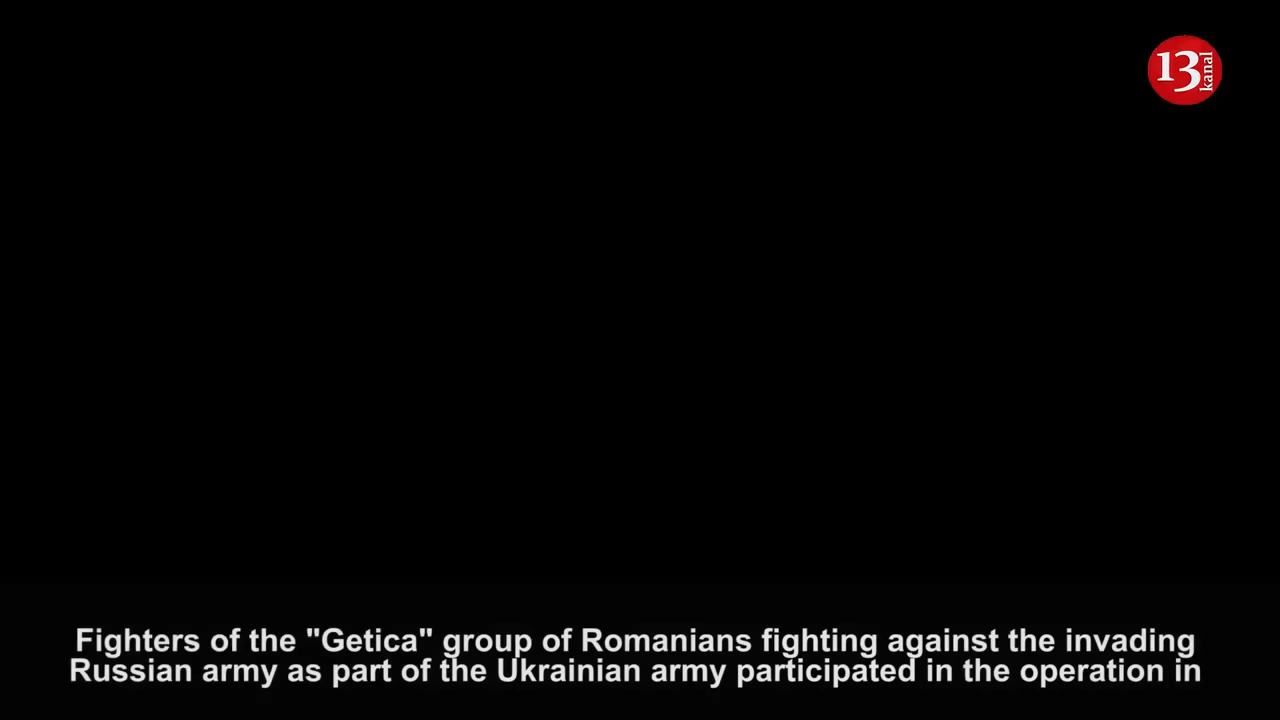 13 kanal
Fighters of the "Getica" group of Romanians fighting against the invading
Russian army as part of the Ukrainian army participated in the operation in